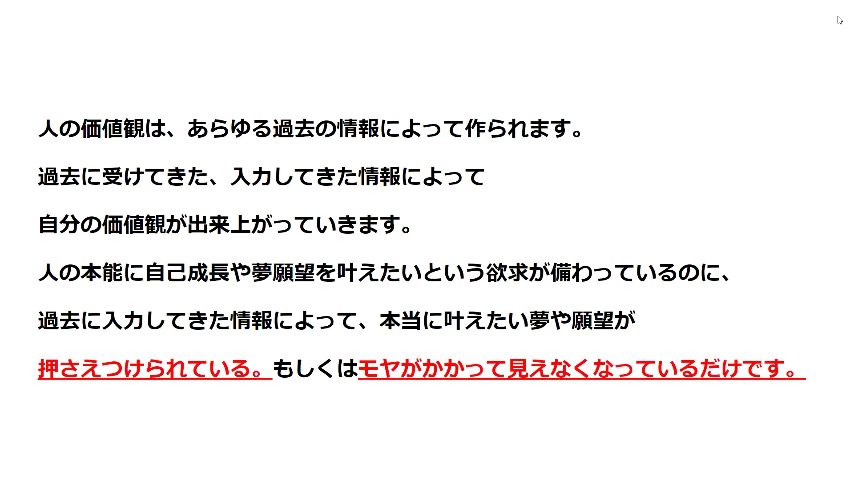 人の価値観は、あらゆる過去の情報によって作られます。
過去に受けてきた、入力してきた情報によって
自分の価値観が出来上がっていきます。
人の本能に自己成長や夢願望を叶えたいという欲求が備わっているのに、
過去に入力してきた情報によって、本当に叶えたい夢や願望が
押さえつけられている。もしくはモヤがかかって見えなくなっているだけです。